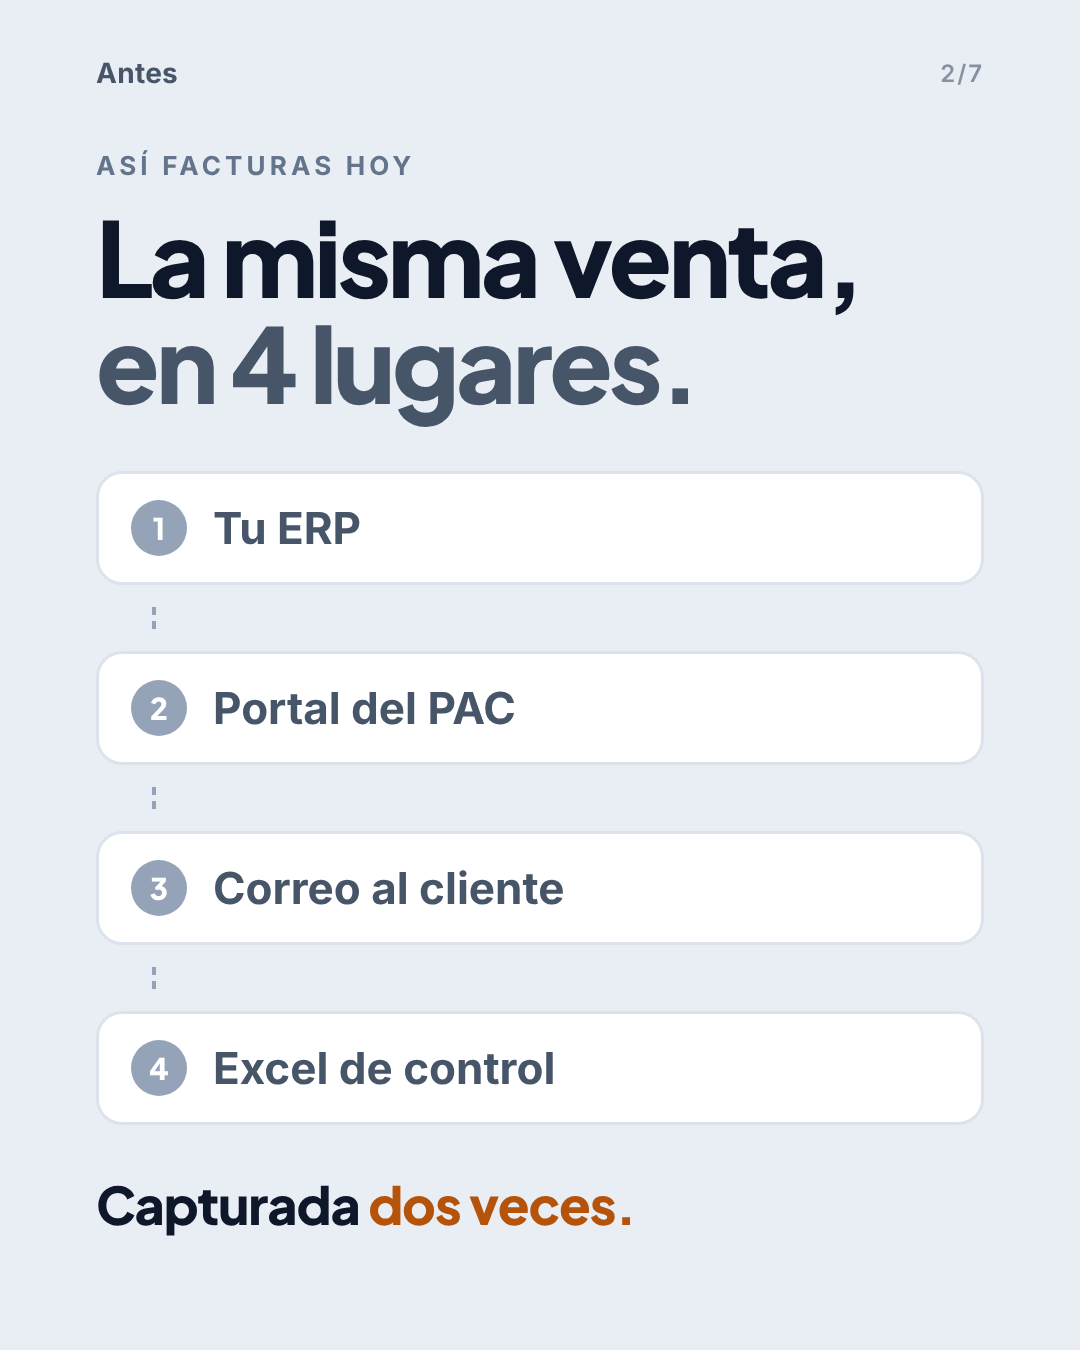 Antes
2/7
ASÍ FACTURAS HOY
La misma venta,
en 4 lugares.
1 Tu ERP
2 Portal del PAC
3 Correo al cliente
4 Excel de control
Capturada dos veces.